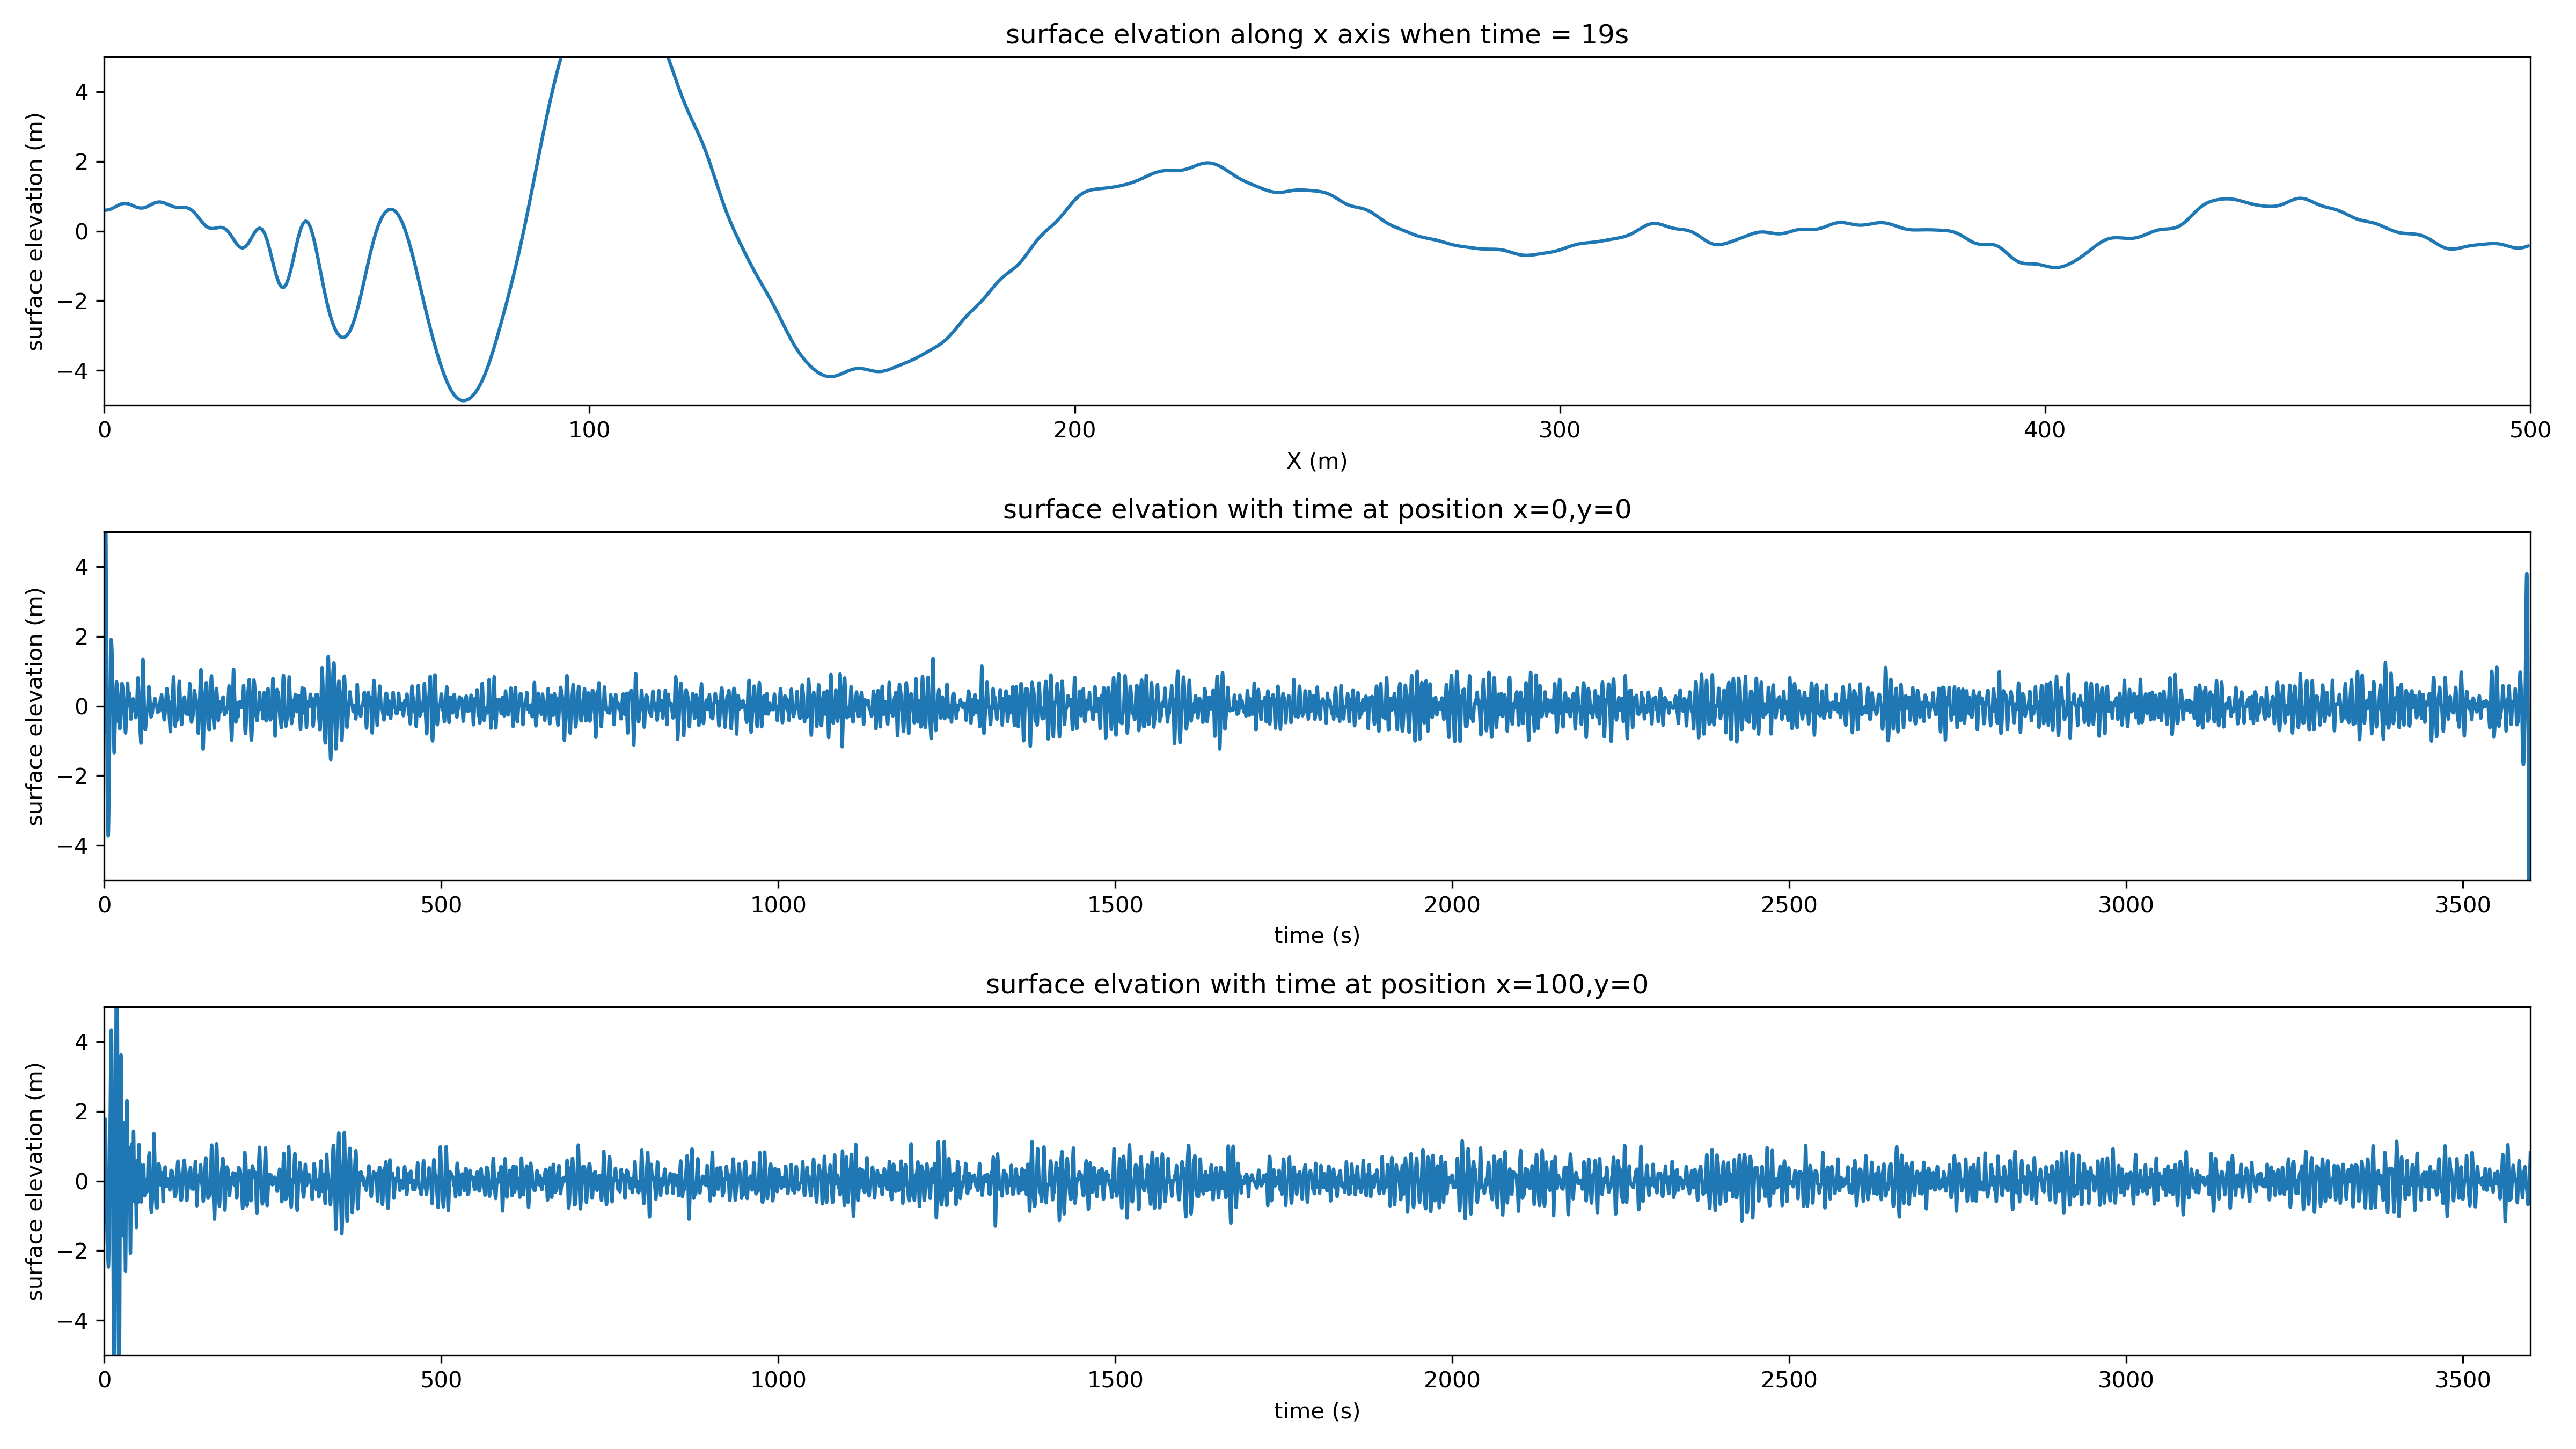 surface elvation along x axis when time = 19s
surface elevation (m)
4
2
0
−2
−4
0 100 200 300 400 500
X (m)
surface elvation with time at position x=0,y=0
surface elevation (m)
4
2
0
−2
−4
0 500 1000 1500 2000 2500 3000 3500
time (s)
surface elvation with time at position x=100,y=0
surface elevation (m)
4
2
0
−2
−4
0 500 1000 1500 2000 2500 3000 3500
time (s)